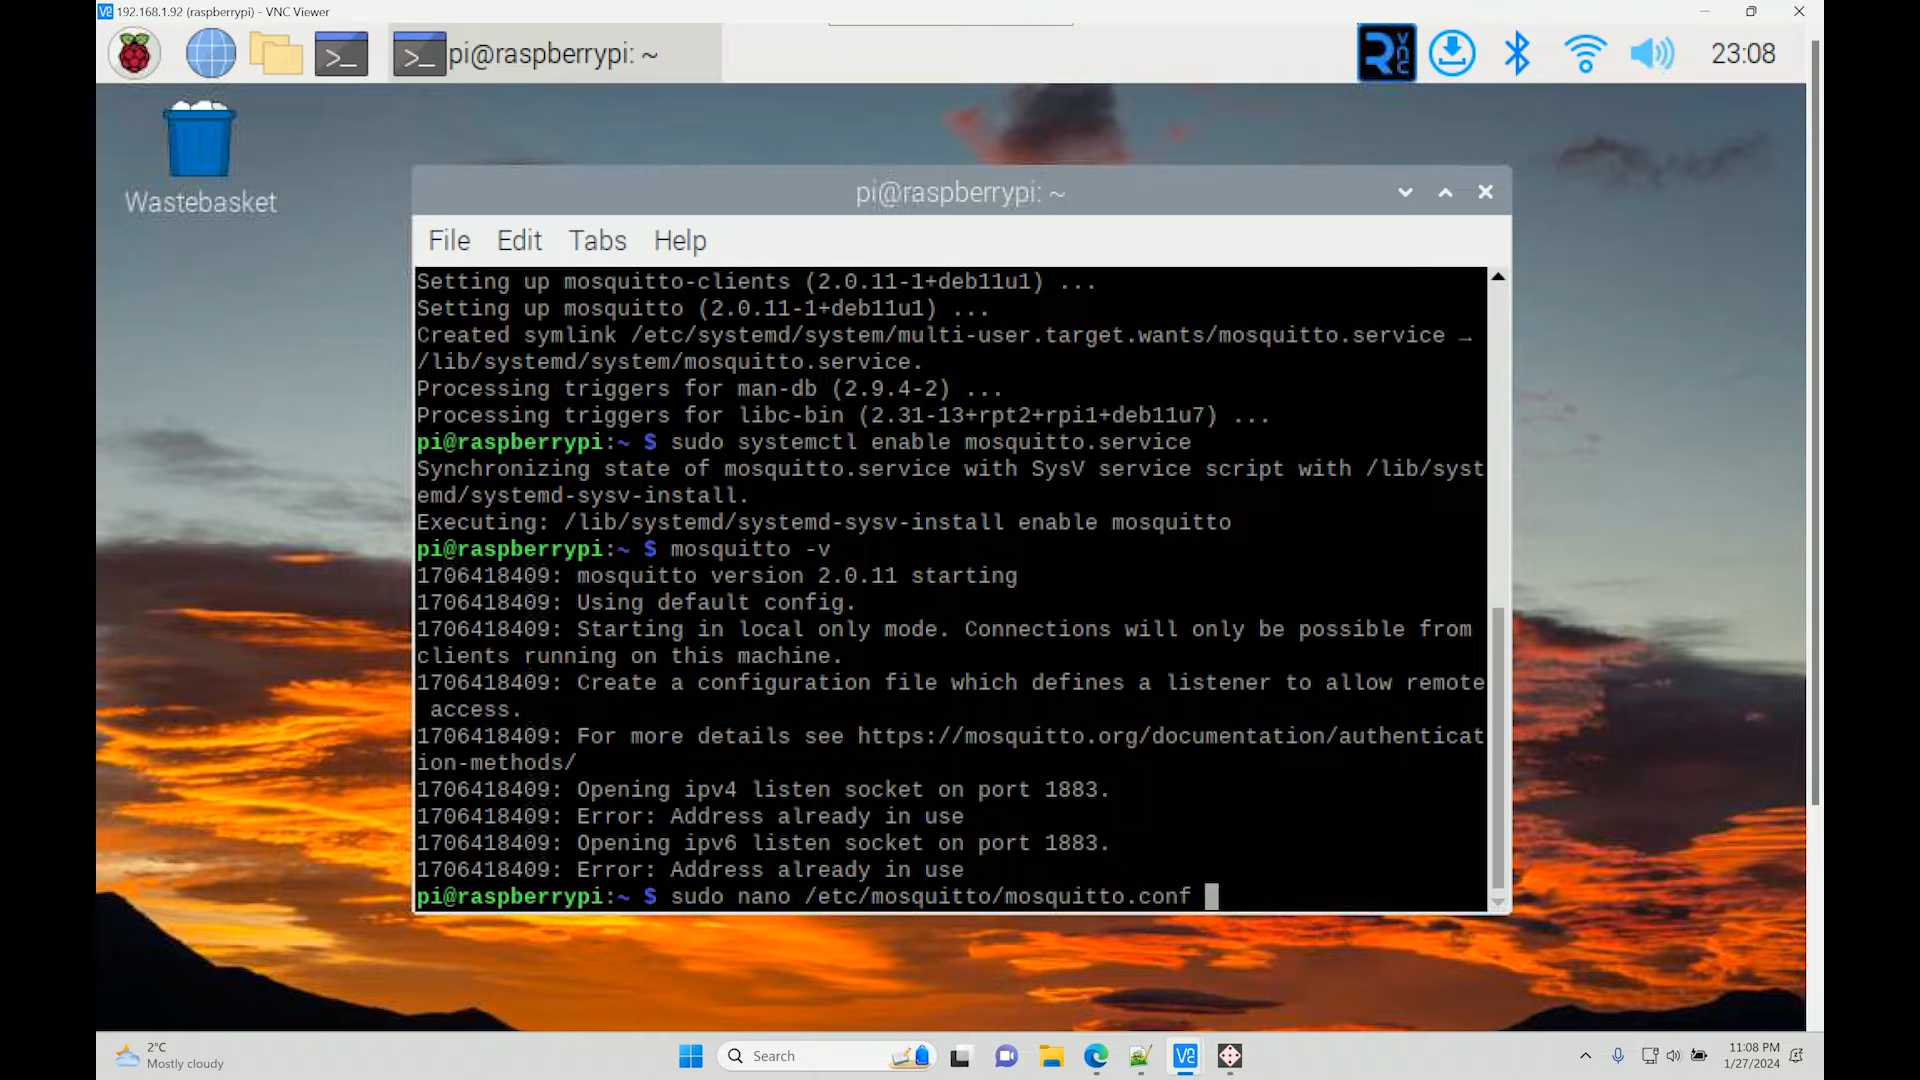 192.168.1.92 (raspberrypi) - VNC Viewer
pi@raspberrypi: ~
23:08
Wastebasket
pi@raspberrypi: ~
File Edit Tabs Help
Setting up mosquitto-clients (2.0.11-1+deb11u1) ...
Setting up mosquitto (2.0.11-1+deb11u1) ...
Created symlink /etc/systemd/system/multi-user.target.wants/mosquitto.service →
/lib/systemd/system/mosquitto.service.
Processing triggers for man-db (2.9.4-2) ...
Processing triggers for libc-bin (2.31-13+rpt2+rpi1+deb11u7) ...
pi@raspberrypi:~ $ sudo systemctl enable mosquitto.service
Synchronizing state of mosquitto.service with SysV service script with /lib/syst
emd/systemd-sysv-install.
Executing: /lib/systemd/systemd-sysv-install enable mosquitto
pi@raspberrypi:~ $ mosquitto -v
1706418409: mosquitto version 2.0.11 starting
1706418409: Using default config.
1706418409: Starting in local only mode. Connections will only be possible from
clients running on this machine.
1706418409: Create a configuration file which defines a listener to allow remote
access.
1706418409: For more details see https://mosquitto.org/documentation/authenticat
ion-methods/
1706418409: Opening ipv4 listen socket on port 1883.
1706418409: Error: Address already in use
1706418409: Opening ipv6 listen socket on port 1883.
1706418409: Error: Address already in use
pi@raspberrypi:~ $ sudo nano /etc/mosquitto/mosquitto.conf
2°C
Mostly cloudy
Search
11:08 PM
1/27/2024